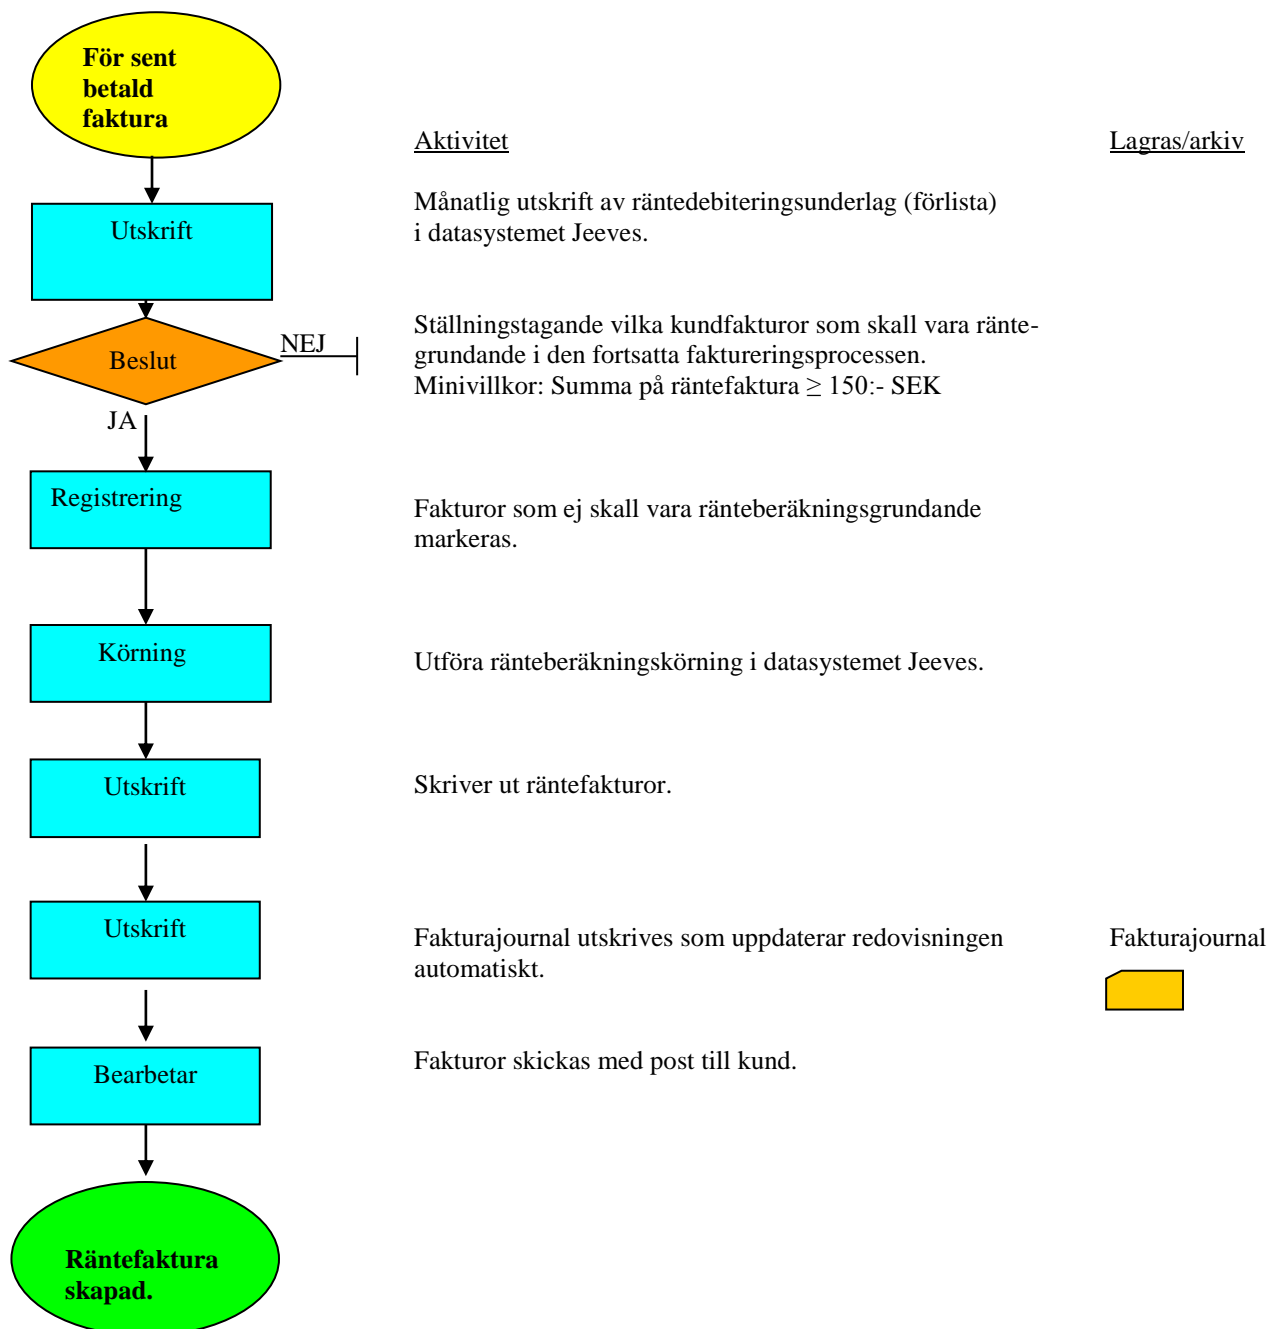 För sent
betald
faktura
Aktivitet
Lagras/arkiv
Utskrift
Månatlig utskrift av räntedebiteringsunderlag (förlista)
i datasystemet Jeeves.
Beslut
NEJ
JA
Ställningstagande vilka kundfakturor som skall vara ränte-
grundande i den fortsatta faktureringsprocessen.
Minivillkor: Summa på räntefaktura ≥ 150:- SEK
Registrering
Fakturor som ej skall vara ränteberäkningsgrundande
markeras.
Körning
Utföra ränteberäkningskörning i datasystemet Jeeves.
Utskrift
Skriver ut räntefakturor.
Utskrift
Fakturajournal utskrives som uppdaterar redovisningen
automatiskt.
Fakturajournal
Bearbetar
Fakturor skickas med post till kund.
Räntefaktura
skapad.